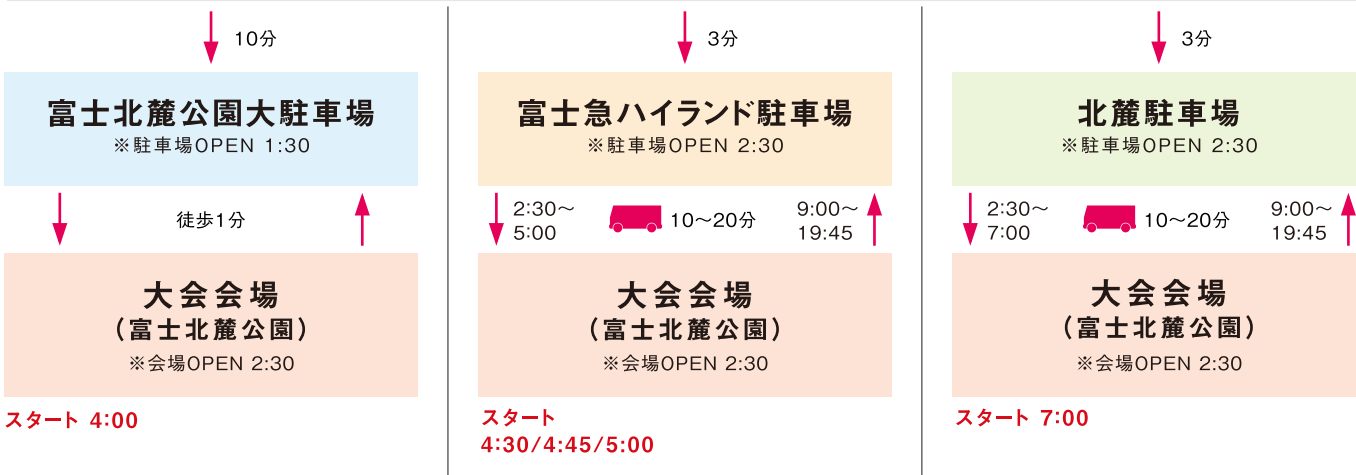 10分
富士北麓公園大駐車場
※駐車場OPEN 1:30
徒歩1分
大会会場
（富士北麓公園）
※会場OPEN 2:30
スタート 4:00
3分
富士急ハイランド駐車場
※駐車場OPEN 2:30
2:30〜
5:00
10〜20分
9:00〜
19:45
大会会場
（富士北麓公園）
※会場OPEN 2:30
スタート
4:30/4:45/5:00
3分
北麓駐車場
※駐車場OPEN 2:30
2:30〜
7:00
10〜20分
9:00〜
19:45
大会会場
（富士北麓公園）
※会場OPEN 2:30
スタート 7:00